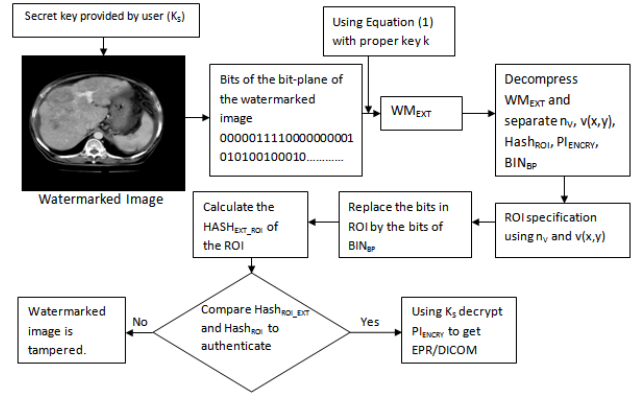 Secret key provided by user (KS)
Using Equation (1)
with proper key k
Bits of the bit-plane of
the watermarked
image
0000011110000000001
010100100010............
WMEXT
Decompress
WMEXT and
separate nV, v(x,y),
HashROI, PIENCRY,
BINBP
Watermarked Image
Calculate the
HASHEXT_ROI of
the ROI
Replace the bits in
ROI by the bits of
BINBP
ROI specification
using nV and v(x,y)
Watermarked
image is
tampered.
No
Compare HashROI_EXT
and HashROI to
authenticate
Yes
Using KS decrypt
PIENCRY to get
EPR/DICOM